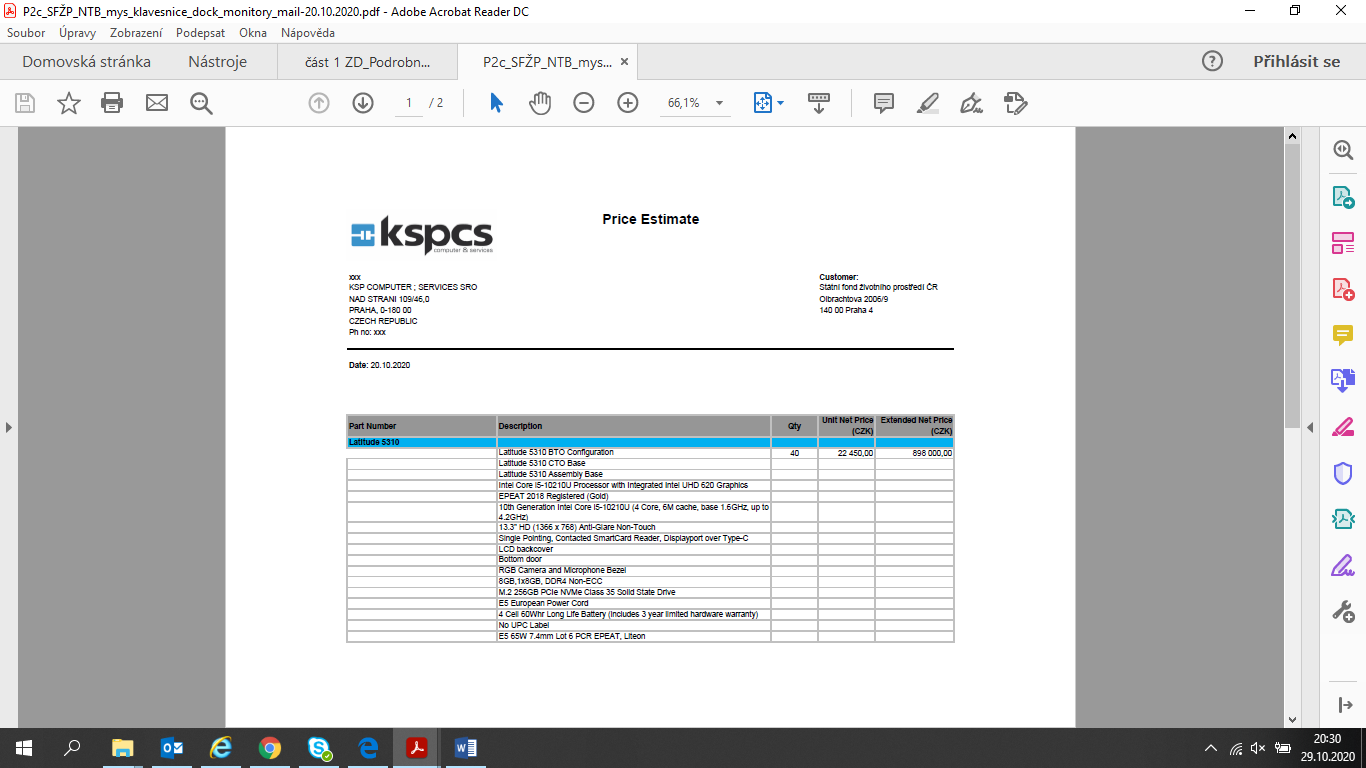 P2c_SFŽP_NTB_mys_klavesnice_dock_monitory_mail-20.10.2020.pdf - Adobe Acrobat Reader DC
Soubor Úpravy Zobrazení Podepsat Okna Nápověda
Domovská stránka Nástroje část 1 ZD_Podrobn... P2c_SFŽP_NTB_mys... × Přihlásit se
1 / 2 66,1%
Price Estimate
kspcs
computer & services
xxx
KSP COMPUTER ; SERVICES SRO
NAD STRANI 109/46,0
PRAHA, 0-180 00
CZECH REPUBLIC
Ph no: xxx
Customer:
Státní fond životního prostředí ČR
Olbrachtova 2006/9
140 00 Praha 4
Date: 20.10.2020
Part Number Description Qty Unit Net Price (CZK) Extended Net Price (CZK)
Latitude 5310
Latitude 5310 BTO Configuration 40 22 450,00 898 000,00
Latitude 5310 CTO Base
Latitude 5310 Assembly Base
Intel Core i5-10210U Processor with Integrated Intel UHD 620 Graphics
EPEAT 2018 Registered (Gold)
10th Generation Intel Core i5-10210U (4 Core, 6M cache, base 1.6GHz, up to
4.2GHz)
13.3" HD (1366 x 768) Anti-Glare Non-Touch
Single Pointing, Contacted SmartCard Reader, Displayport over Type-C
LCD backcover
Bottom door
RGB Camera and Microphone Bezel
8GB,1x8GB, DDR4 Non-ECC
M.2 256GB PCIe NVMe Class 35 Solid State Drive
E5 European Power Cord
4 Cell 60Whr Long Life Battery (Includes 3 year limited hardware warranty)
No UPC Label
E5 65W 7.4mm Lot 6 PCR EPEAT, Liteon
20:30
29.10.2020